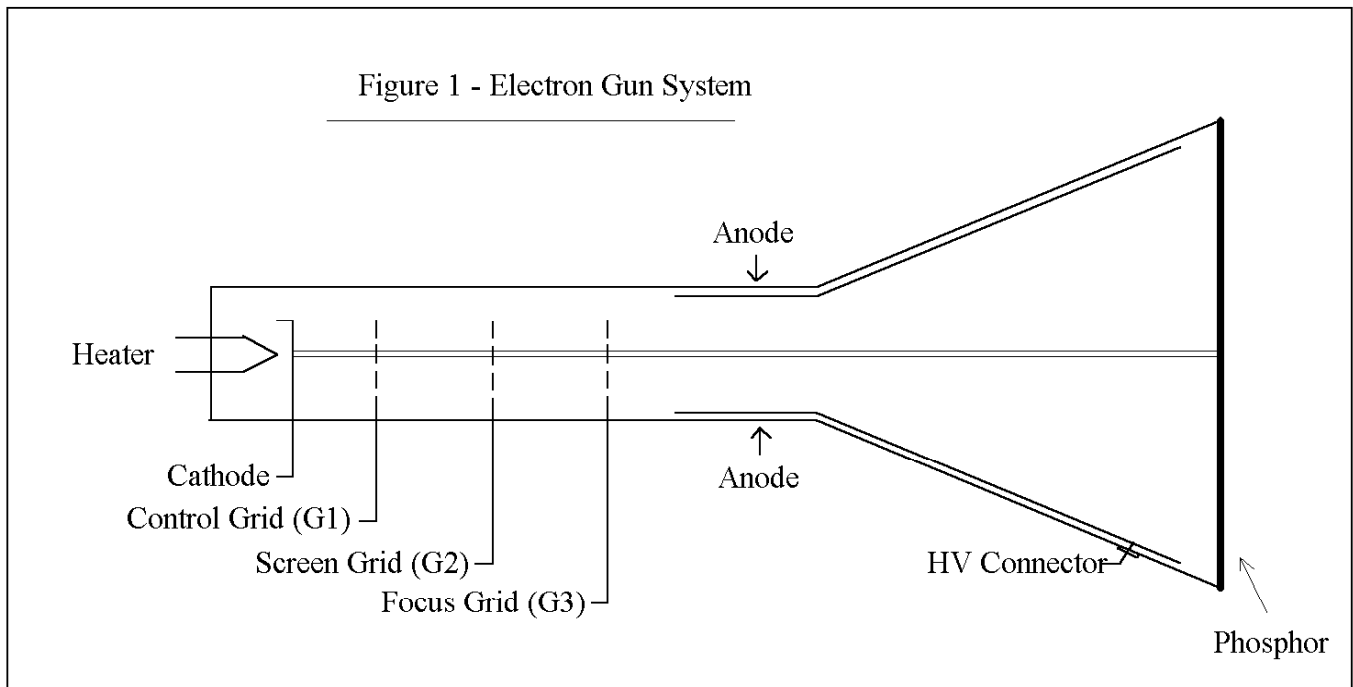 Figure 1 - Electron Gun System
Anode
Heater
Cathode
Anode
Control Grid (G1)
Screen Grid (G2)
HV Connector
Focus Grid (G3)
Phosphor